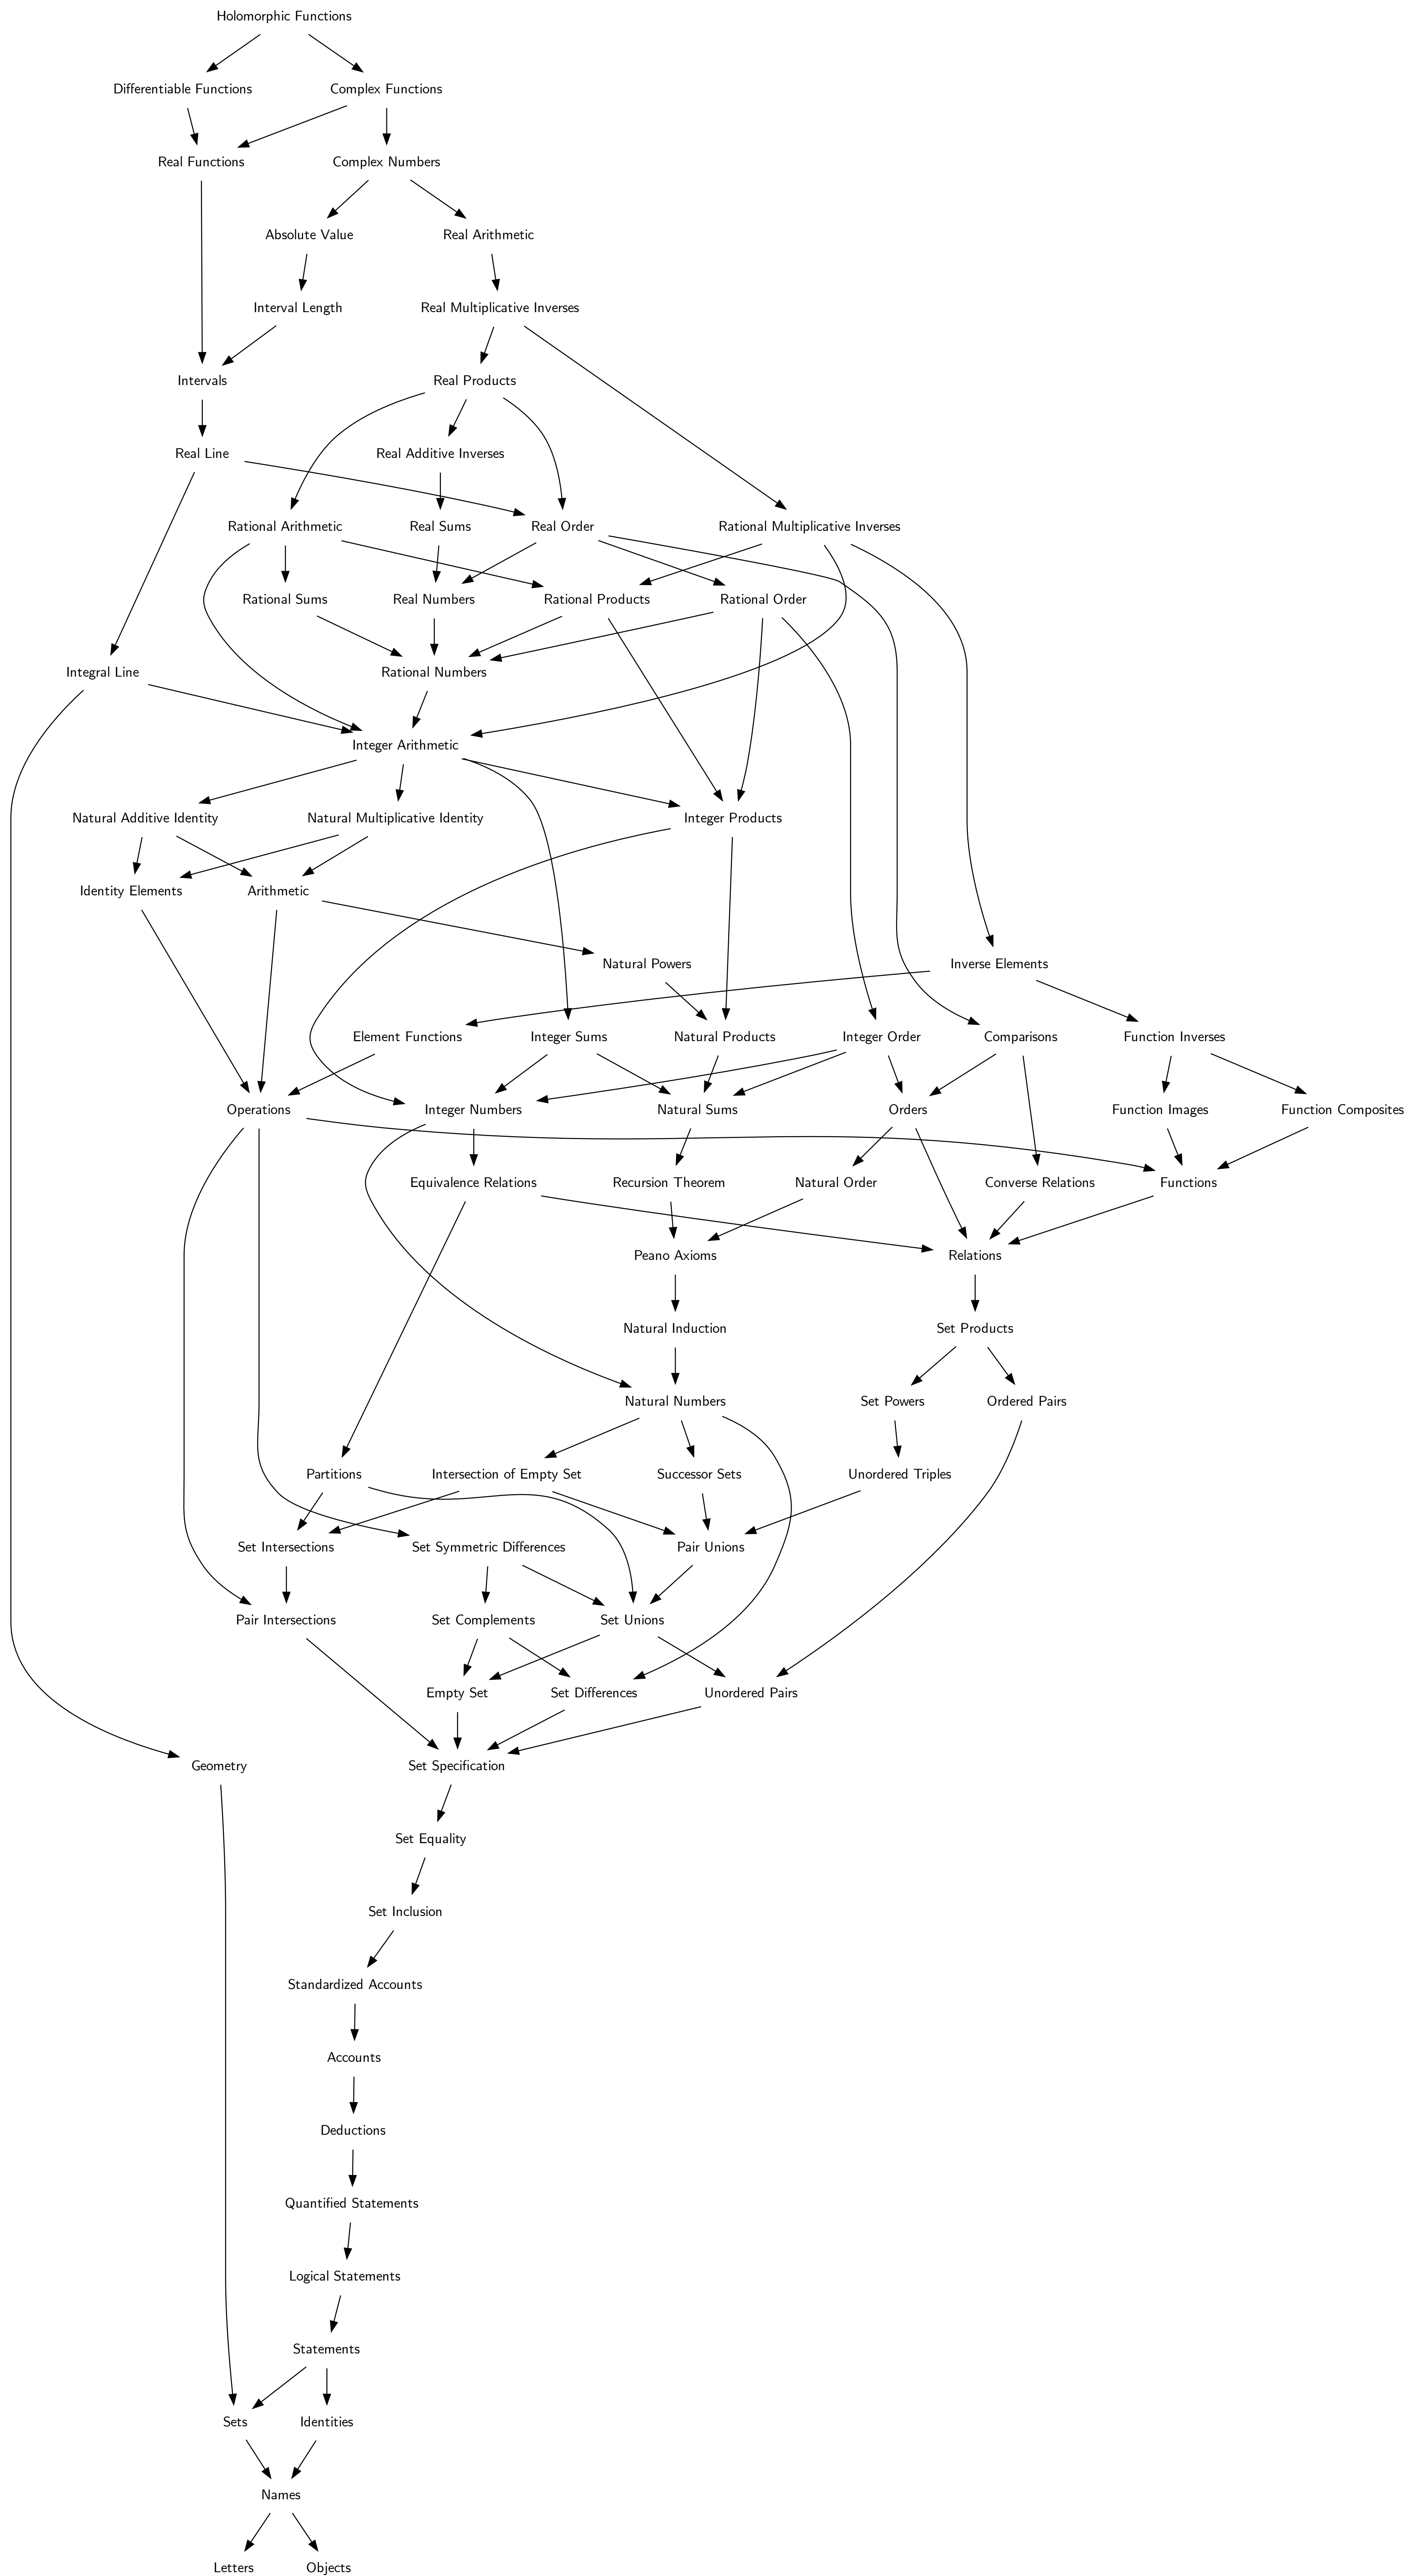 Holomorphic Functions
Differentiable Functions
Complex Functions
Real Functions
Complex Numbers
Absolute Value
Real Arithmetic
Interval Length
Real Multiplicative Inverses
Intervals
Real Products
Real Line
Real Additive Inverses
Rational Arithmetic
Real Sums
Real Order
Rational Multiplicative Inverses
Rational Sums
Real Numbers
Rational Products
Rational Order
Integral Line
Rational Numbers
Integer Arithmetic
Natural Additive Identity
Natural Multiplicative Identity
Integer Products
Identity Elements
Arithmetic
Natural Powers
Inverse Elements
Element Functions
Integer Sums
Natural Products
Integer Order
Comparisons
Function Inverses
Operations
Integer Numbers
Natural Sums
Orders
Function Images
Function Composites
Equivalence Relations
Recursion Theorem
Natural Order
Converse Relations
Functions
Peano Axioms
Relations
Natural Induction
Set Products
Natural Numbers
Set Powers
Ordered Pairs
Partitions
Intersection of Empty Set
Successor Sets
Unordered Triples
Set Intersections
Set Symmetric Differences
Pair Unions
Pair Intersections
Set Complements
Set Unions
Empty Set
Set Differences
Unordered Pairs
Geometry
Set Specification
Set Equality
Set Inclusion
Standardized Accounts
Accounts
Deductions
Quantified Statements
Logical Statements
Statements
Sets
Identities
Names
Letters
Objects